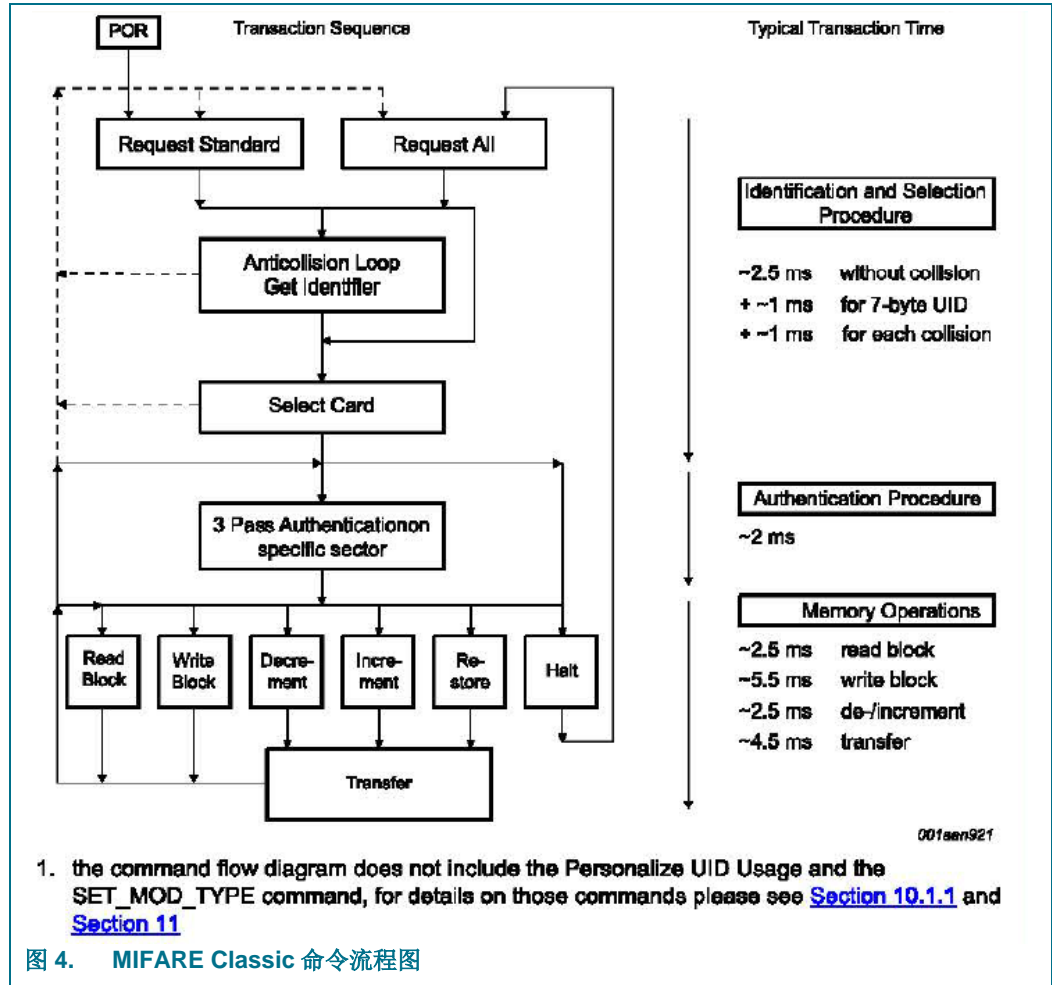 POR
Transaction Sequence
Typical Transaction Time
Request Standard
Request All
Identification and Selection
Procedure
Anticollision Loop
Get Identifier
~2.5 ms without collision
+ ~1 ms for 7-byte UID
+ ~1 ms for each collision
Select Card
Authentication Procedure
3 Pass Authenticationon
specific sector
~2 ms
Memory Operations
Read
Block
Write
Block
Decre-
ment
Incre-
ment
Re-
store
Halt
~2.5 ms read block
~5.5 ms write block
~2.5 ms de-/increment
~4.5 ms transfer
Transfer
001aan921
1. the command flow diagram does not include the Personalize UID Usage and the
SET_MOD_TYPE command, for details on those commands please see Section 10.1.1 and
Section 11
图 4. MIFARE Classic 命令流程图